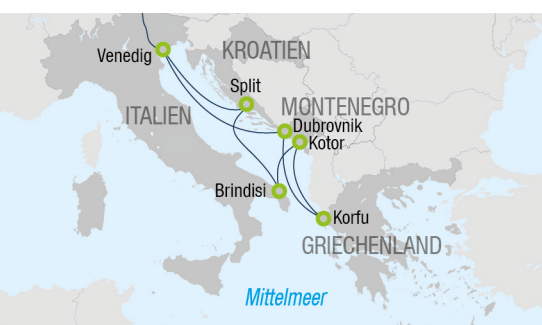 Venedig
KROATIEN
Split
ITALIEN
MONTENEGRO
Dubrovnik
Kotor
Brindisi
Korfu
GRIECHENLAND
Mittelmeer